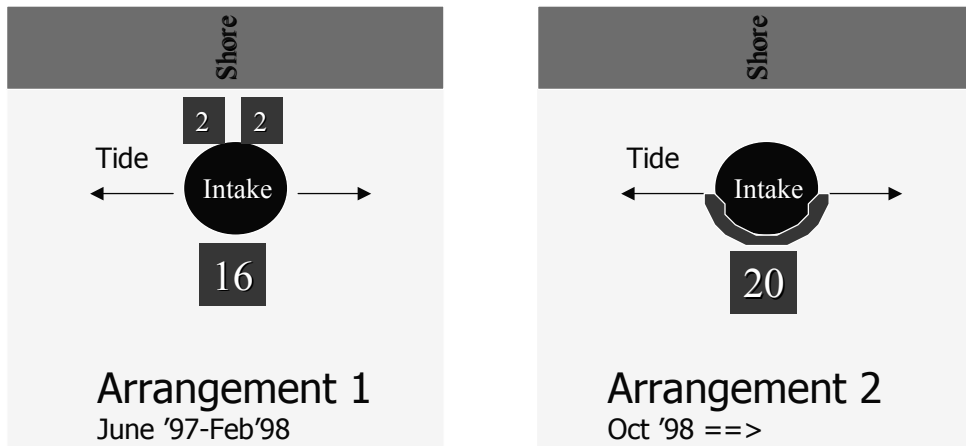 Shore
2 2
Tide
Intake
16
Arrangement 1
June ’97-Feb’98
Shore
Tide
Intake
20
Arrangement 2
Oct ’98 ==>